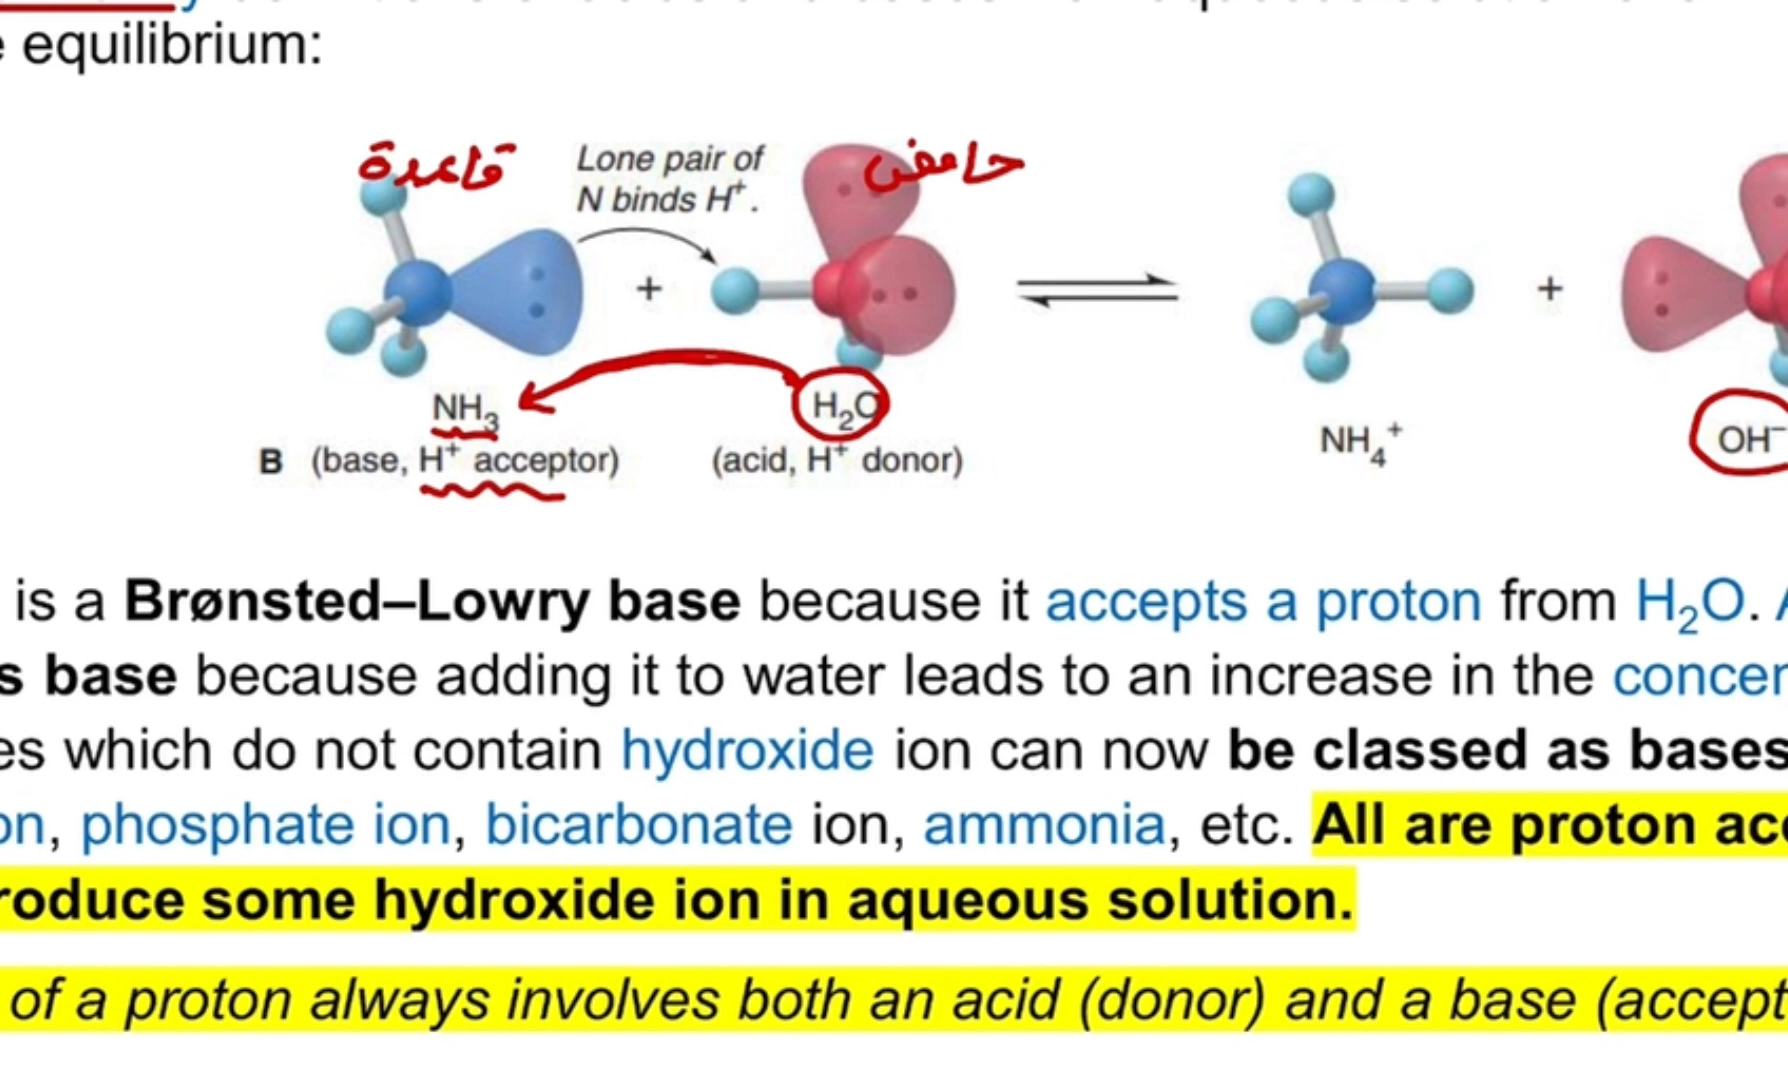 equilibrium:
قاعدة
Lone pair of
N binds H⁺.
حامض
+
+
NH₃
H₂O
NH₄⁺
OH⁻
B (base, H⁺ acceptor)
(acid, H⁺ donor)
is a Brønsted–Lowry base because it accepts a proton from H₂O.
s base because adding it to water leads to an increase in the concen
es which do not contain hydroxide ion can now be classed as bases
on, phosphate ion, bicarbonate ion, ammonia, etc. All are proton acc
roduce some hydroxide ion in aqueous solution.
of a proton always involves both an acid (donor) and a base (accept